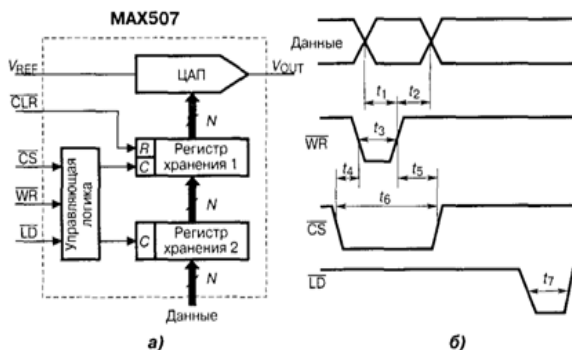 MAX507
V_REF
ЦАП
V_OUT
CLR
N
R
C
Регистр
хранения 1
CS
WR
LD
Управляющая
логика
N
C
Регистр
хранения 2
N
Данные
а)
Данные
t1
t2
WR
t3
t4
t5
t6
CS
LD
t7
б)